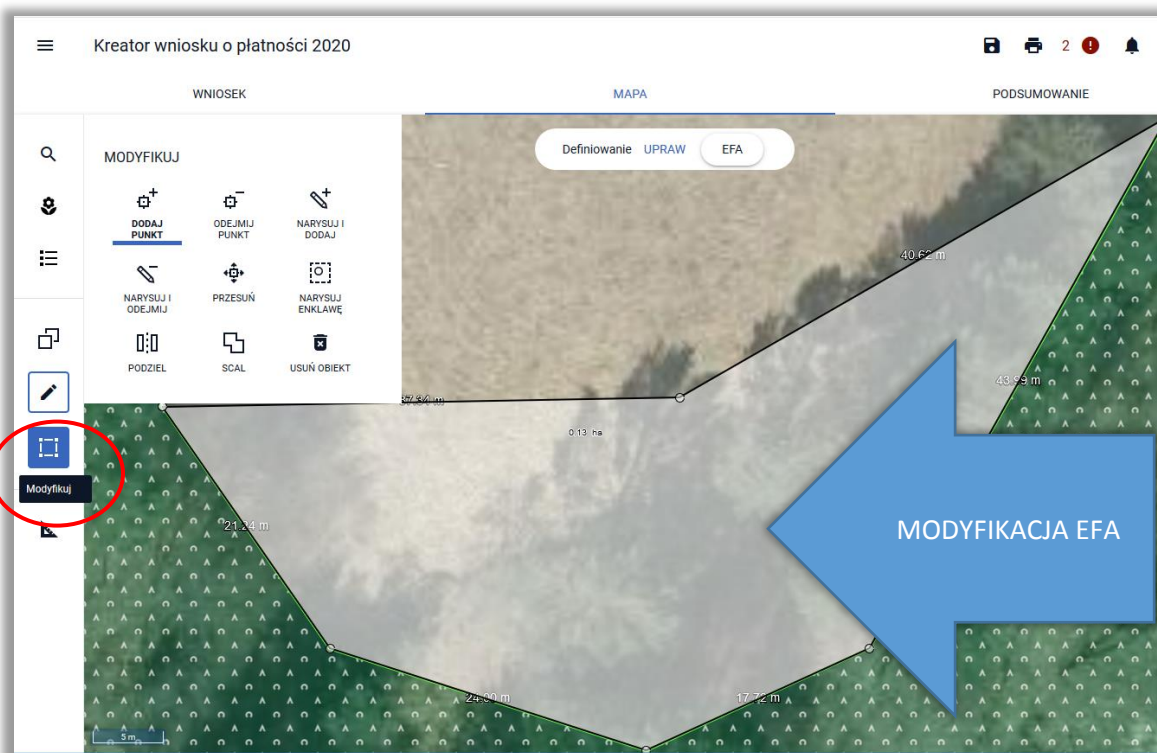 Kreator wniosku o płatności 2020
2
WNIOSEK
MAPA
PODSUMOWANIE
MODYFIKUJ
Definiowanie UPRAW EFA
DODAJ
PUNKT
ODEJMIJ
PUNKT
NARYSUJ I
DODAJ
NARYSUJ I
ODEJMIJ
PRZESUŃ
NARYSUJ
ENKLAWĘ
PODZIEL
SCAL
USUŃ OBIEKT
40.62 m
43.99 m
37.34 m
0.13 ha
Modyfikuj
21.24 m
MODYFIKACJA EFA
24.00 m
17.72 m
5 m